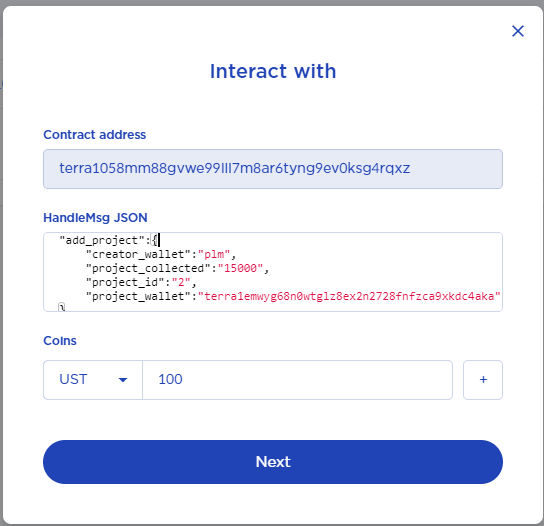 Interact with
Contract address
terra1058mm88gvwe99lll7m8ar6tyng9ev0ksg4rqxz
HandleMsg JSON
"add_project":{
"creator_wallet":"plm",
"project_collected":"15000",
"project_id":"2",
"project_wallet":"terra1emwyg68n0wtglz8ex2n2728fnfzca9xkdc4aka"
}
Coins
UST
100
+
Next